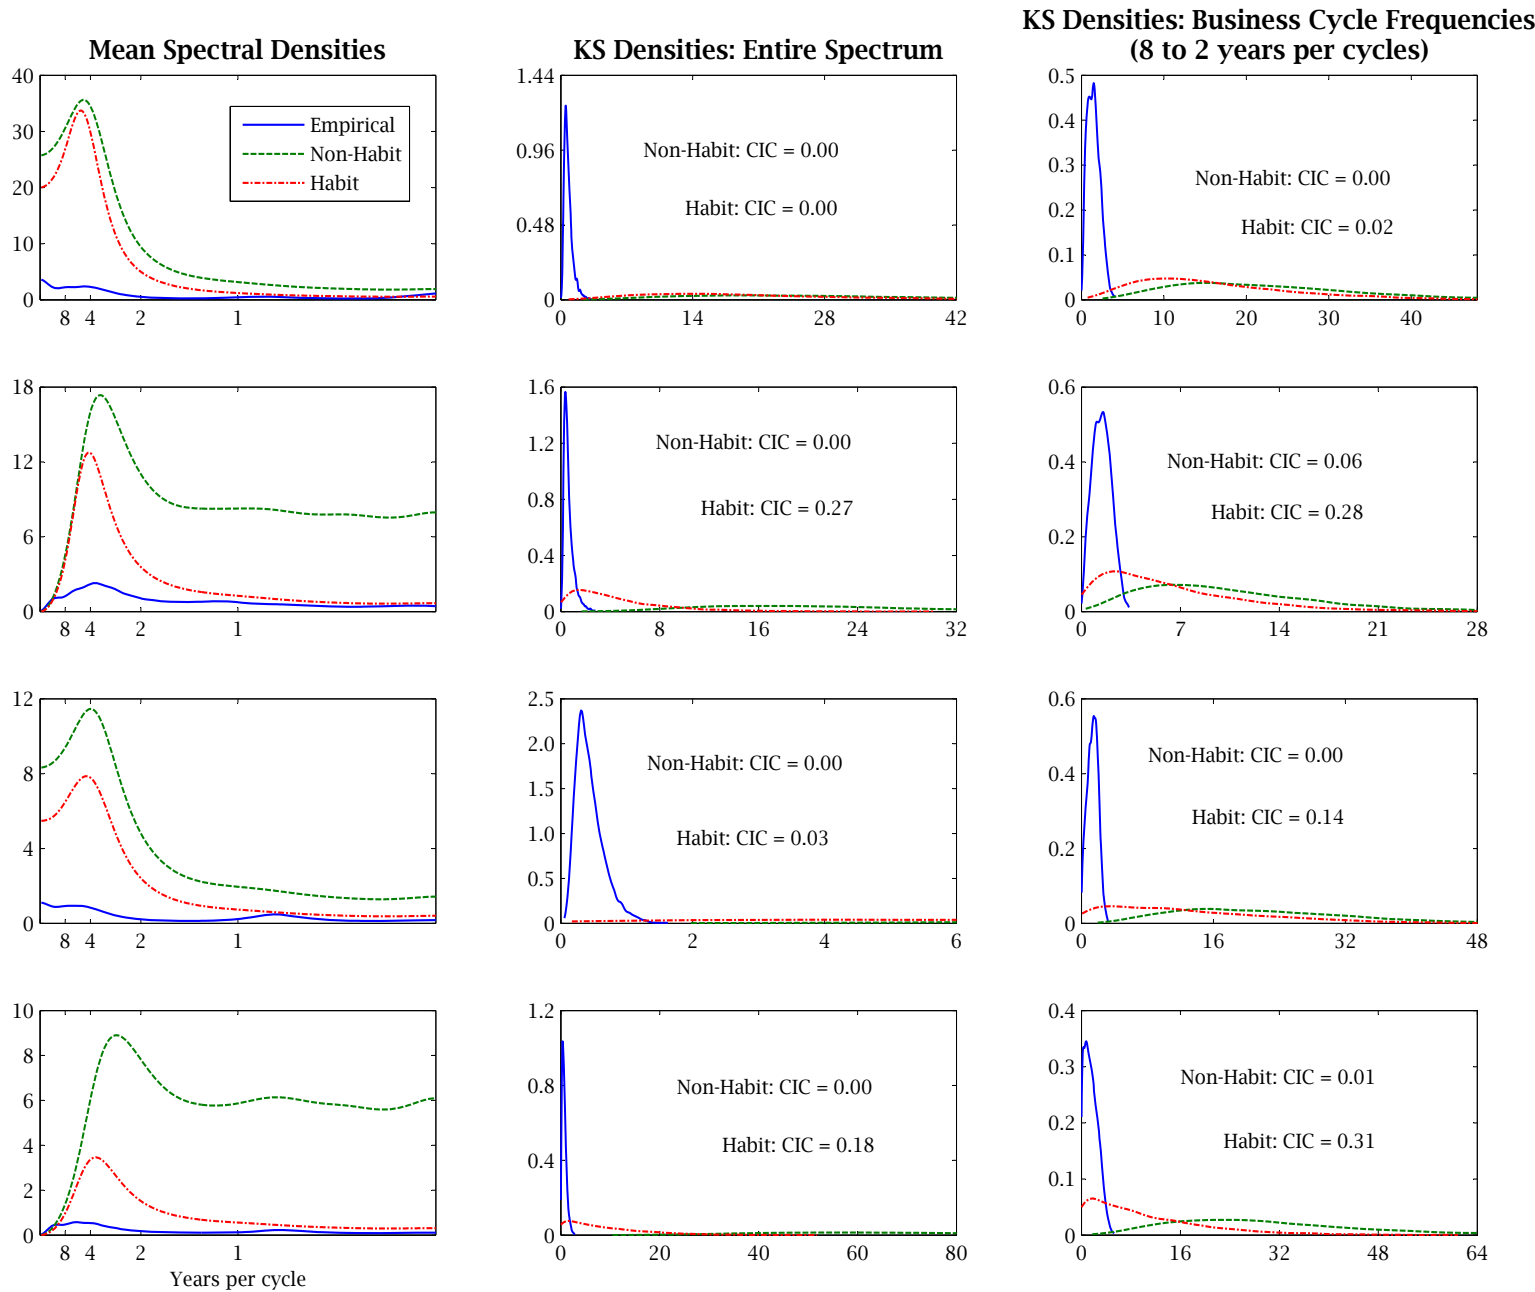 Mean Spectral Densities
KS Densities: Entire Spectrum
KS Densities: Business Cycle Frequencies
(8 to 2 years per cycles)
40
30
20
10
0
8 4 2 1
Empirical
Non-Habit
Habit
1.44
0.96
0.48
0
0 14 28 42
Non-Habit: CIC = 0.00
Habit: CIC = 0.00
0.5
0.4
0.3
0.2
0.1
0
0 10 20 30 40
Non-Habit: CIC = 0.00
Habit: CIC = 0.02
18
12
6
0
8 4 2 1
1.6
1.2
0.8
0.4
0
0 8 16 24 32
Non-Habit: CIC = 0.00
Habit: CIC = 0.27
0.6
0.4
0.2
0
0 7 14 21 28
Non-Habit: CIC = 0.06
Habit: CIC = 0.28
12
8
4
0
8 4 2 1
2.5
2.0
1.5
1.0
0.5
0
0 2 4 6
Non-Habit: CIC = 0.00
Habit: CIC = 0.03
0.6
0.4
0.2
0
0 16 32 48
Non-Habit: CIC = 0.00
Habit: CIC = 0.14
10
8
6
4
2
0
8 4 2 1
Years per cycle
1.2
0.8
0.4
0
0 20 40 60 80
Non-Habit: CIC = 0.00
Habit: CIC = 0.18
0.4
0.3
0.2
0.1
0
0 16 32 48 64
Non-Habit: CIC = 0.01
Habit: CIC = 0.31